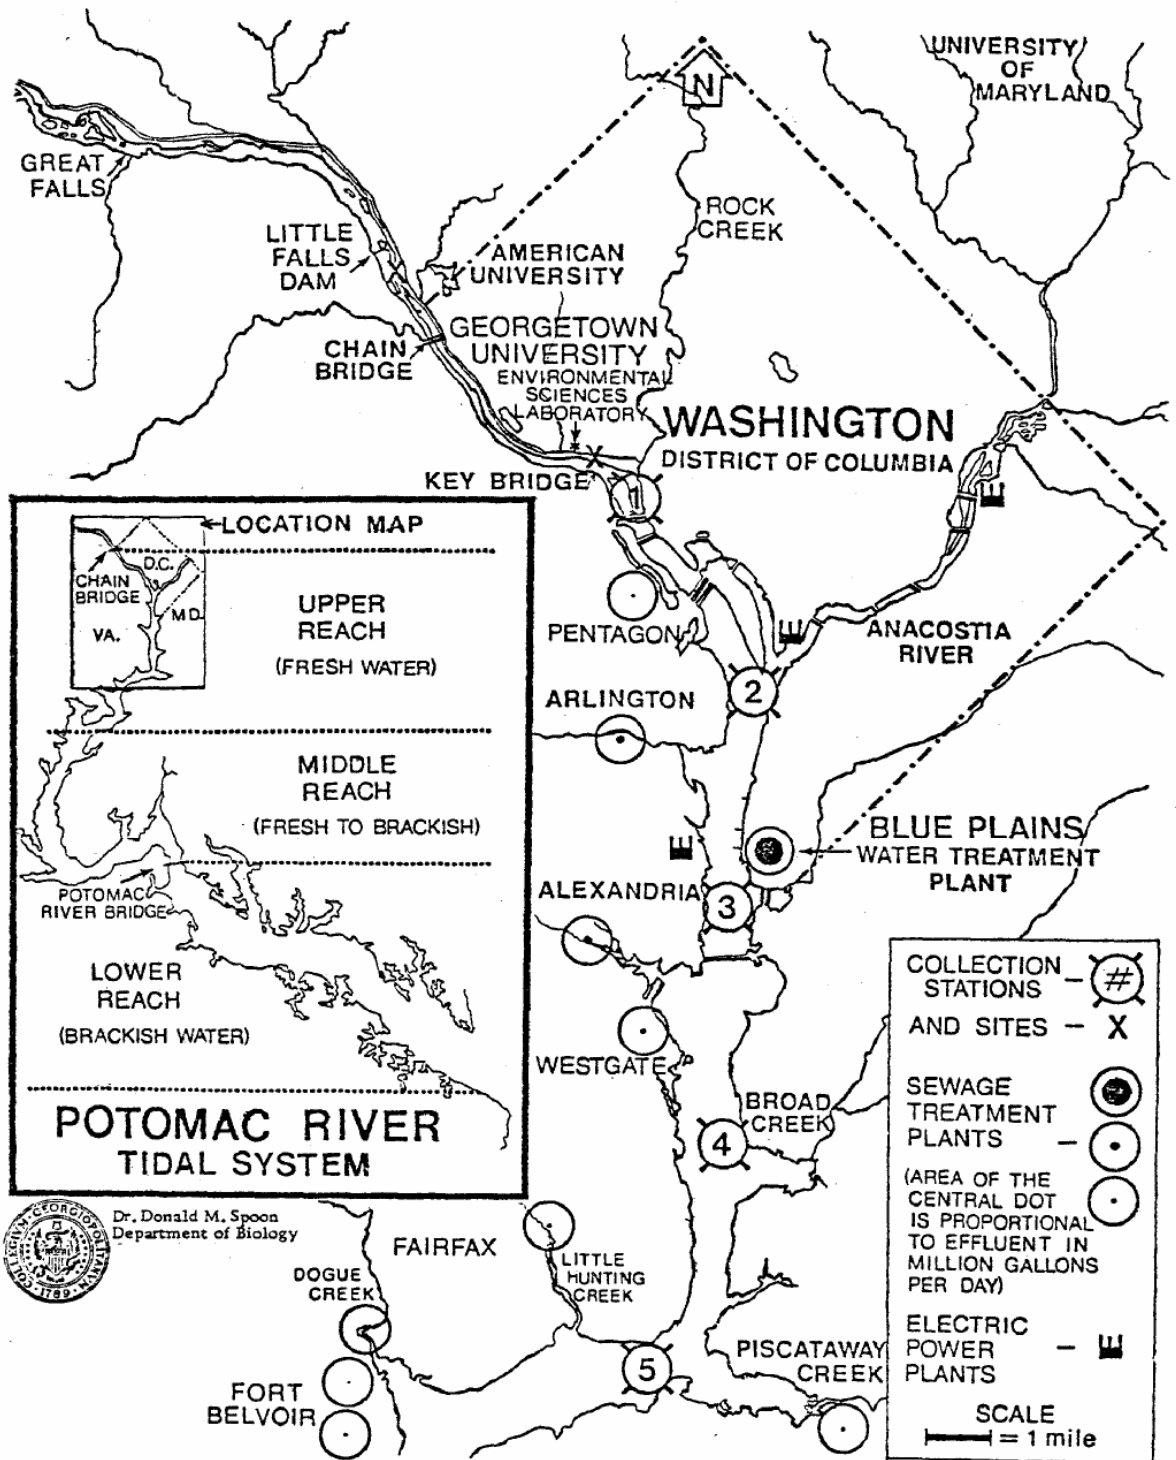 UNIVERSITY
OF
MARYLAND
N
GREAT
FALLS
ROCK
CREEK
LITTLE
FALLS
DAM
AMERICAN
UNIVERSITY
GEORGETOWN
UNIVERSITY
ENVIRONMENTAL
SCIENCES
LABORATORY
CHAIN
BRIDGE
WASHINGTON
DISTRICT OF COLUMBIA
X
X
KEY BRIDGE
1
E
PENTAGON
E
ANACOSTIA
RIVER
2
ARLINGTON
E
BLUE PLAINS
WATER TREATMENT
PLANT
ALEXANDRIA
3
WESTGATE
BROAD
CREEK
4
LOCATION MAP
D.C.
CHAIN
BRIDGE
M D.
VA.
UPPER
REACH
(FRESH WATER)
MIDDLE
REACH
(FRESH TO BRACKISH)
POTOMAC
RIVER BRIDGE
LOWER
REACH
(BRACKISH WATER)
POTOMAC RIVER
TIDAL SYSTEM
COLLEGIUM·GEORGIOPOLITANUM
·1789·
Dr. Donald M. Spoon
Department of Biology
FAIRFAX
DOGUE
CREEK
LITTLE
HUNTING
CREEK
FORT
BELVOIR
5
PISCATAWAY
CREEK
COLLECTION
STATIONS – #
AND SITES – X
SEWAGE
TREATMENT
PLANTS –
(AREA OF THE
CENTRAL DOT
IS PROPORTIONAL
TO EFFLUENT IN
MILLION GALLONS
PER DAY)
ELECTRIC
POWER – E
PLANTS
SCALE
= 1 mile